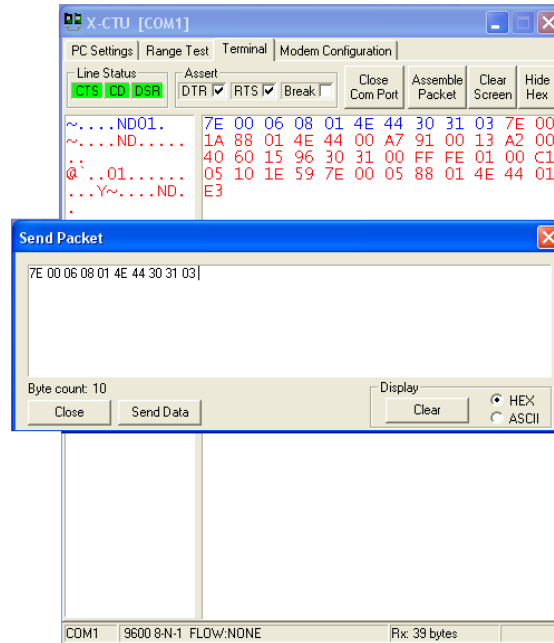 X-CTU [COM1]
PC Settings Range Test Terminal Modem Configuration
Line Status
CTS CD DSR
Assert
DTR RTS Break
Close Com Port
Assemble Packet
Clear Screen
Hide Hex
~....ND01.
~....ND.....
..
@`..01......
...Y~....ND.
.
7E 00 06 08 01 4E 44 30 31 03 7E 00
1A 88 01 4E 44 00 A7 91 00 13 A2 00
40 60 15 96 30 31 00 FF FE 01 00 C1
05 10 1E 59 7E 00 05 88 01 4E 44 01
E3
Send Packet
7E 00 06 08 01 4E 44 30 31 03
Byte count: 10
Close
Send Data
Display
Clear
HEX
ASCII
COM1 9600 8-N-1 FLOW:NONE Rx: 39 bytes